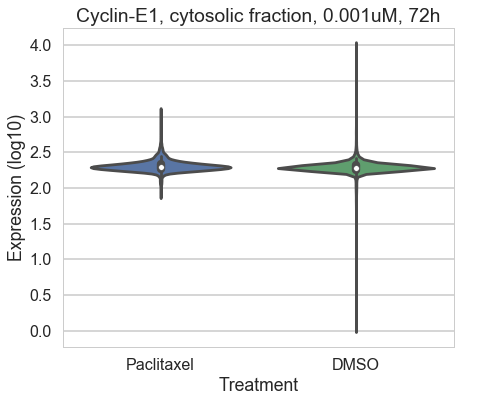 Cyclin-E1, cytosolic fraction, 0.001uM, 72h
Expression (log10)
4.0
3.5
3.0
2.5
2.0
1.5
1.0
0.5
0.0
Paclitaxel DMSO
Treatment